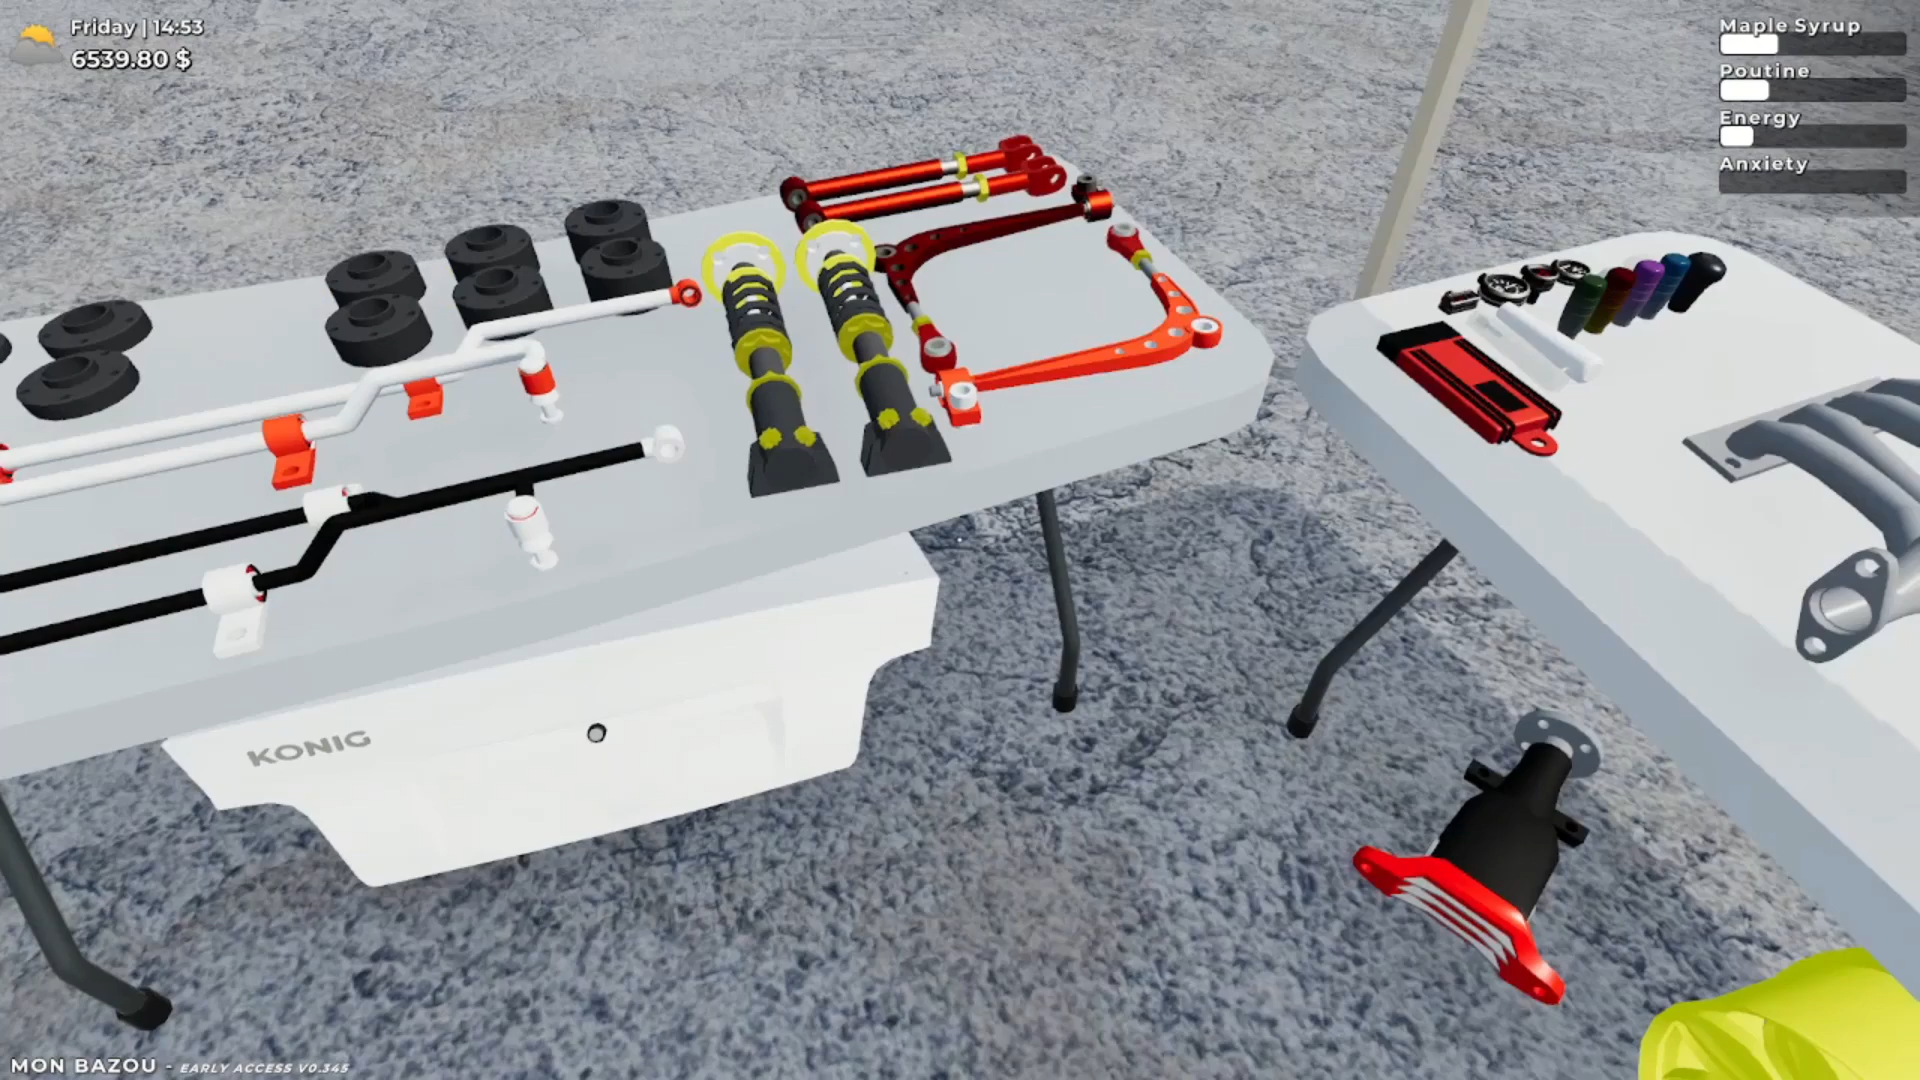 Friday | 14:53
6539.80 $
Maple Syrup
Poutine
Energy
Anxiety
KONIG
MON BAZOU - EARLY ACCESS V0.345